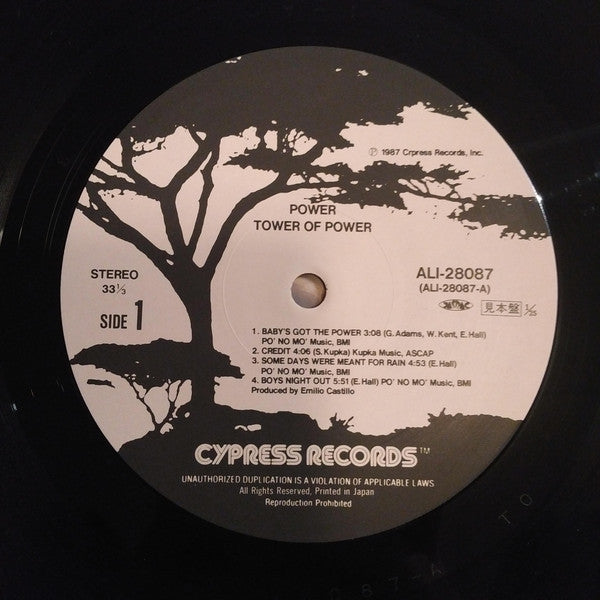 ℗ 1987 Crpress Records, Inc.
POWER
TOWER OF POWER
STEREO
33⅓
SIDE 1
ALI-28087
(ALI-28087-A)
見本盤 1/25
1. BABY'S GOT THE POWER 3:08 (G. Adams, W. Kent, E. Hall)
PO' NO MO' Music, BMI
2. CREDIT 4:06 (S. Kupka) Kupka Music, ASCAP
3. SOME DAYS WERE MEANT FOR RAIN 4:53 (E. Hall)
PO' NO MO' Music, BMI
4. BOYS NIGHT OUT 5:51 (E. Hall) PO' NO MO' Music, BMI
Produced by Emilio Castillo
CYPRESS RECORDS™
UNAUTHORIZED DUPLICATION IS A VIOLATION OF APPLICABLE LAWS
All Rights Reserved, Printed in Japan
Reproduction Prohibited
T O